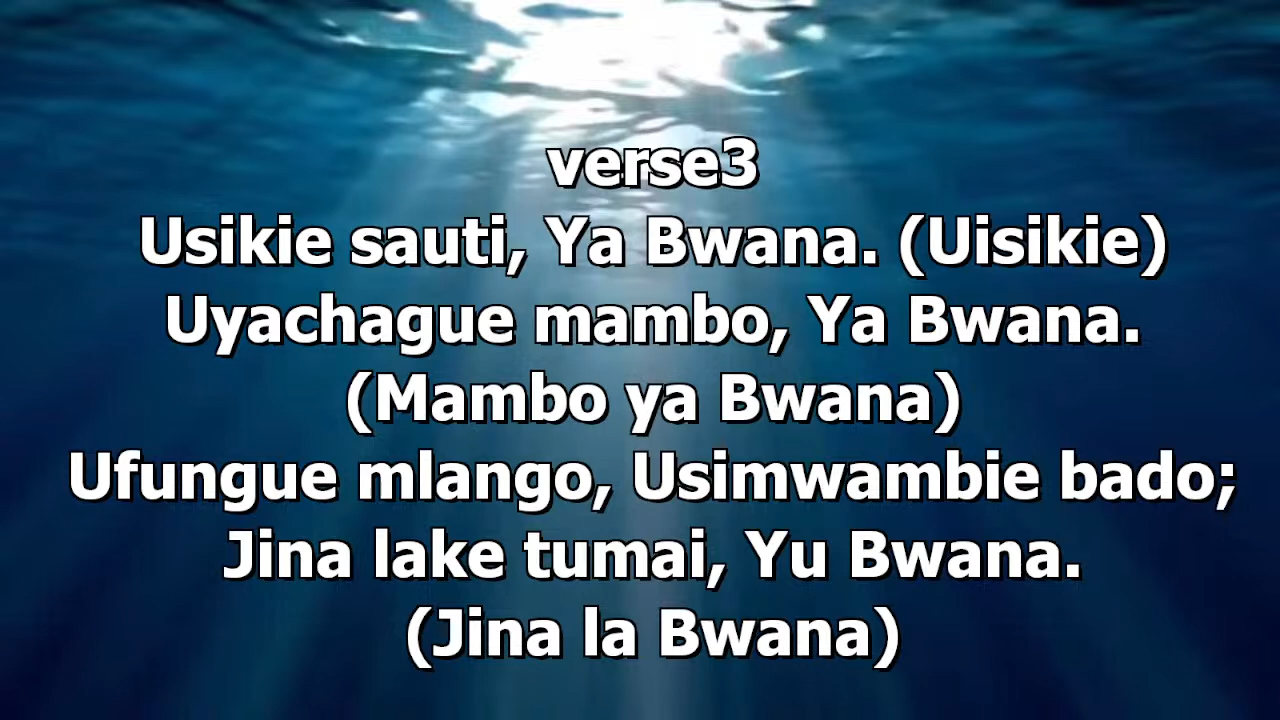 verse3
Usikie sauti, Ya Bwana. (Uisikie)
Uyachague mambo, Ya Bwana.
(Mambo ya Bwana)
Ufungue mlango, Usimwambie bado;
Jina lake tumai, Yu Bwana.
(Jina la Bwana)